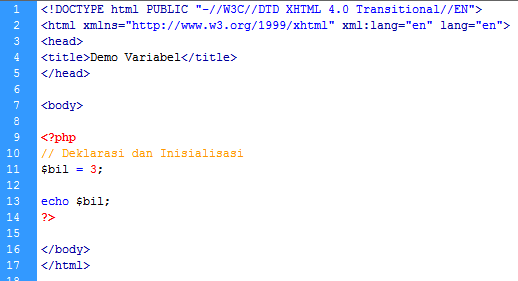 1 <!DOCTYPE html PUBLIC "-//W3C//DTD XHTML 4.0 Transitional//EN">
2 <html xmlns="http://www.w3.org/1999/xhtml" xml:lang="en" lang="en">
3 <head>
4 <title>Demo Variabel</title>
5 </head>
6
7 <body>
8
9 <?php
10 // Deklarasi dan Inisialisasi
11 $bil = 3;
12
13 echo $bil;
14 ?>
15
16 </body>
17 </html>
18